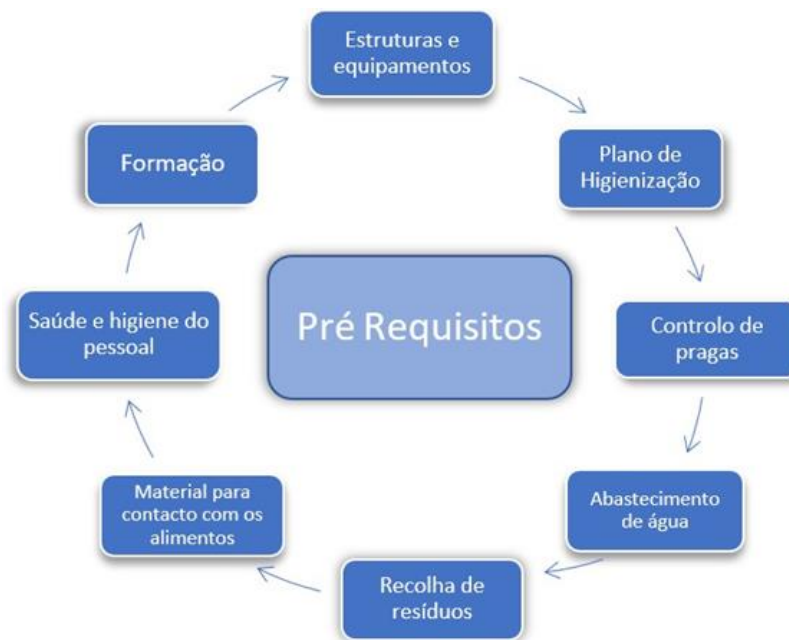 Estruturas e
equipamentos
Plano de
Higienização
Controlo de
pragas
Abastecimento
de água
Recolha de
resíduos
Material para
contacto com os
alimentos
Saúde e higiene do
pessoal
Formação
Pré Requisitos